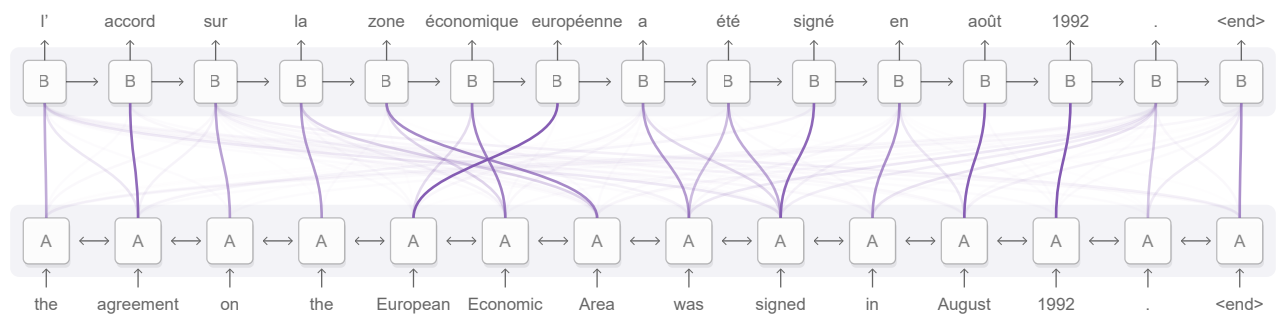 l' accord sur la zone économique européenne a été signé en août 1992 . <end>
B B B B B B B B B B B B B B B
A A A A A A A A A A A A A A
the agreement on the European Economic Area was signed in August 1992 . <end>